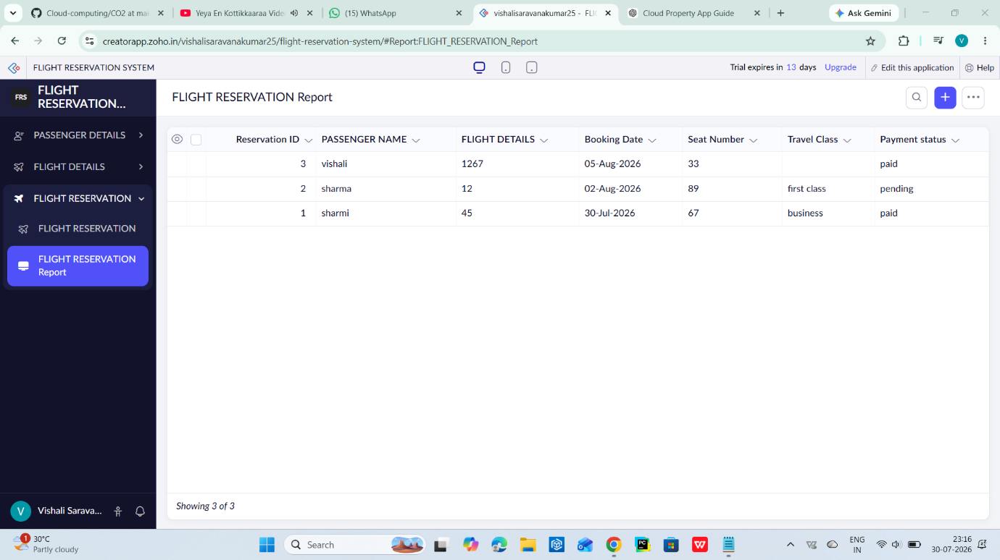 Cloud-computing/CO2 at mai
Yeya En Kottikkaaraa Vide
(15) WhatsApp
vishalisaravanakumar25 - FLI
Cloud Property App Guide
Ask Gemini
creatorapp.zoho.in/vishalisaravanakumar25/flight-reservation-system/#Report:FLIGHT_RESERVATION_Report
V
FLIGHT RESERVATION SYSTEM
Trial expires in 13 days Upgrade
Edit this application
Help
FRS
FLIGHT
RESERVATION...
PASSENGER DETAILS
FLIGHT DETAILS
FLIGHT RESERVATION
FLIGHT RESERVATION
FLIGHT RESERVATION
Report
FLIGHT RESERVATION Report
Reservation ID PASSENGER NAME FLIGHT DETAILS Booking Date Seat Number Travel Class Payment status
3 vishali 1267 05-Aug-2026 33 paid
2 sharma 12 02-Aug-2026 89 first class pending
1 sharmi 45 30-Jul-2026 67 business paid
Showing 3 of 3
V
Vishali Sarava...
1
30°C
Partly cloudy
Search
PC
W
ENG
IN
23:16
30-07-2026